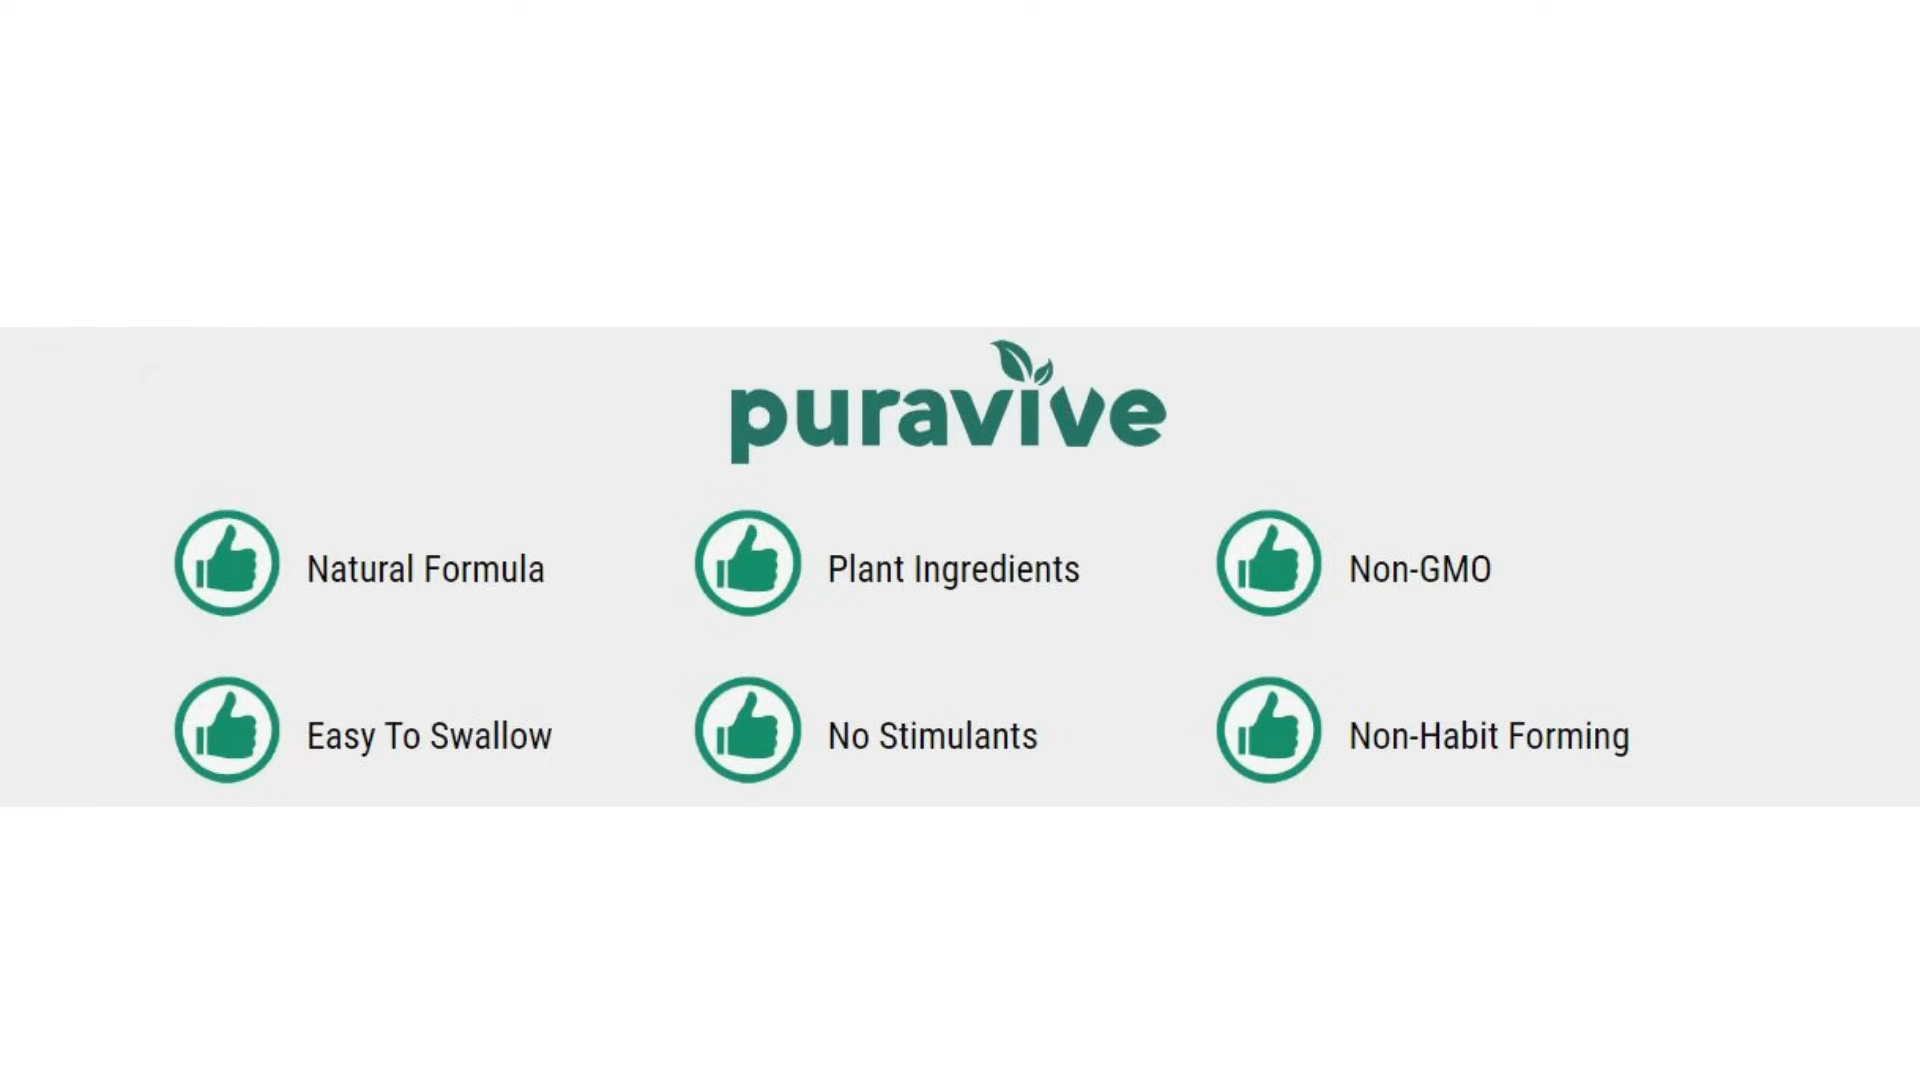 puravive
Natural Formula
Plant Ingredients
Non-GMO
Easy To Swallow
No Stimulants
Non-Habit Forming